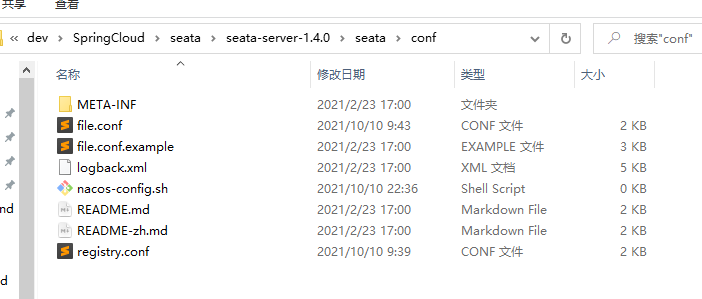 共享 查看
dev > SpringCloud > seata > seata-server-1.4.0 > seata > conf
搜索"conf"
名称 修改日期 类型 大小
META-INF 2021/2/23 17:00 文件夹
file.conf 2021/10/10 9:43 CONF 文件 2 KB
file.conf.example 2021/2/23 17:00 EXAMPLE 文件 3 KB
logback.xml 2021/2/23 17:00 XML 文档 5 KB
nacos-config.sh 2021/10/10 22:36 Shell Script 0 KB
README.md 2021/2/23 17:00 Markdown File 2 KB
README-zh.md 2021/2/23 17:00 Markdown File 2 KB
registry.conf 2021/10/10 9:39 CONF 文件 2 KB
nd
d